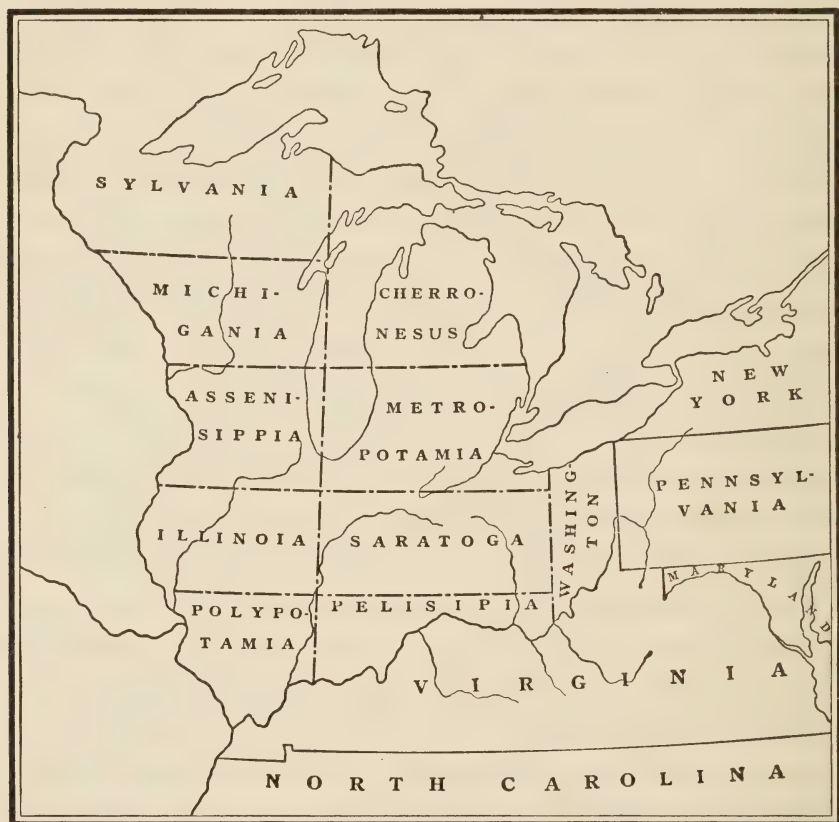 SYLVANIA
MICHI-
GANIA
CHERRO-
NESUS
ASSENI-
SIPPIA
METRO-
POTAMIA
NEW
YORK
PENNSYL-
VANIA
WASHING-
TON
ILLINOIA
SARATOGA
MARYLAND
POLYPO-
TAMIA
PELISIPIA
VIRGINIA
NORTH CAROLINA